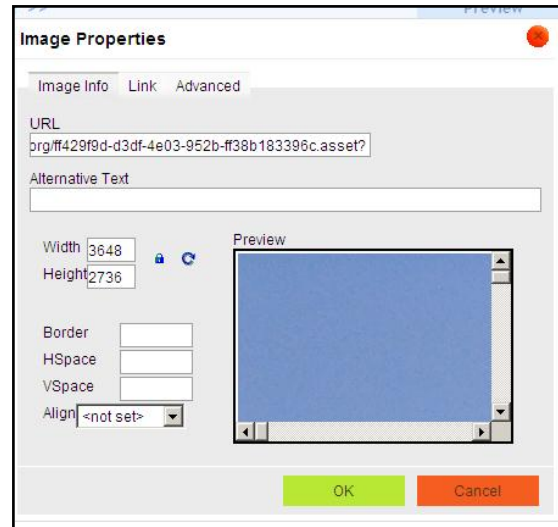 Preview
Image Properties
Image Info Link Advanced
URL
org/ff429f9d-d3df-4e03-952b-ff38b183396c.asset?
Alternative Text
Width 3648
Height 2736
Preview
Border
HSpace
VSpace
Align <not set>
OK Cancel